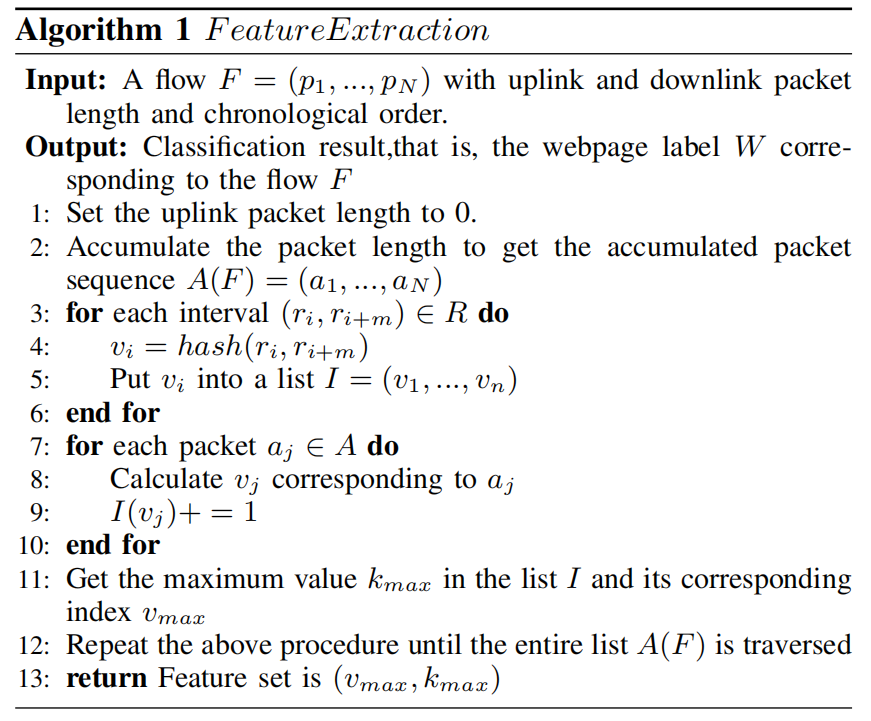 Algorithm 1 FeatureExtraction
Input: A flow F = (p₁, ..., p_N) with uplink and downlink packet
length and chronological order.
Output: Classification result,that is, the webpage label W corre-
sponding to the flow F
1: Set the uplink packet length to 0.
2: Accumulate the packet length to get the accumulated packet
sequence A(F) = (a₁, ..., a_N)
3: for each interval (r_i, r_{i+m}) ∈ R do
4: v_i = hash(r_i, r_{i+m})
5: Put v_i into a list I = (v₁, ..., v_n)
6: end for
7: for each packet a_j ∈ A do
8: Calculate v_j corresponding to a_j
9: I(v_j)+ = 1
10: end for
11: Get the maximum value k_{max} in the list I and its corresponding
index v_{max}
12: Repeat the above procedure until the entire list A(F) is traversed
13: return Feature set is (v_{max}, k_{max})